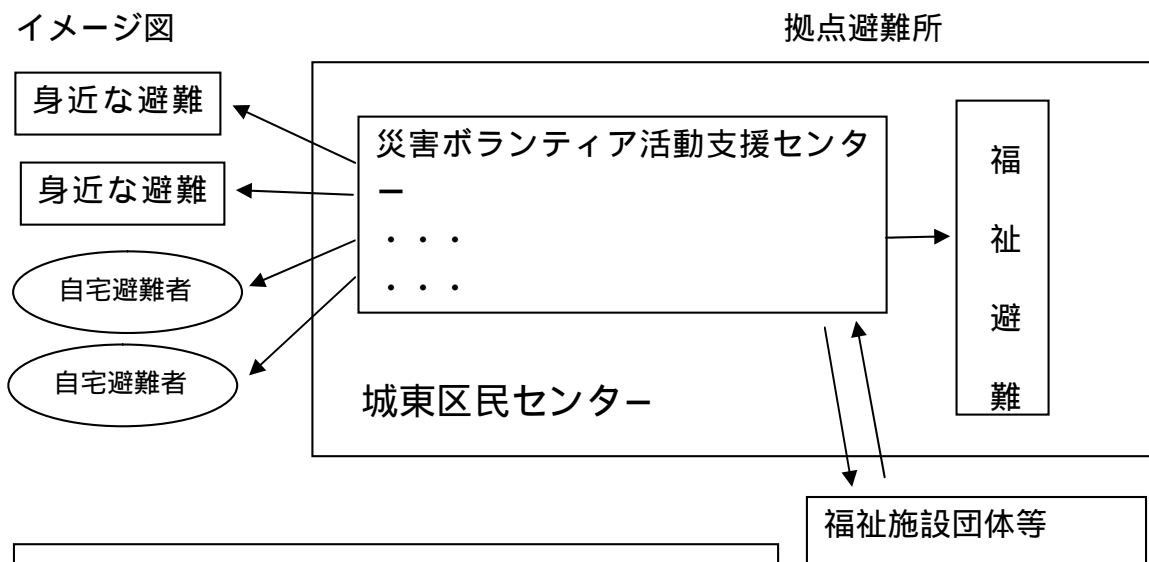 イメージ図
拠点避難所
身近な避難
身近な避難
自宅避難者
自宅避難者
災害ボランティア活動支援センタ
ー
・・・
・・・
城東区民センター
福
祉
避
難
福祉施設団体等